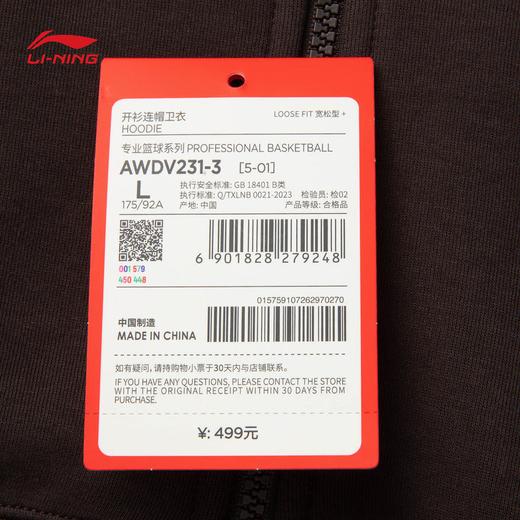 LI-NING
开衫连帽卫衣
HOODIE
LOOSE FIT 宽松型 +
专业篮球系列 PROFESSIONAL BASKETBALL
AWDV231-3 [5-01]
L
175/92A
执行安全标准: GB 18401 B类
执行标准: Q/TXLNB 0021-2023 检验员: 检02
产地: 中国 产品等级: 合格品
001 579
450 448
6 901828 279248
015759107262970270
中国制造
MADE IN CHINA
如有疑问，请持购物小票于30天内与店铺联系。
IF YOU HAVE ANY QUESTIONS, PLEASE CONTACT THE
STORE WITH THE ORIGINAL RECEIPT WITHIN 30 DAYS FROM
PURCHASE.
¥: 499元